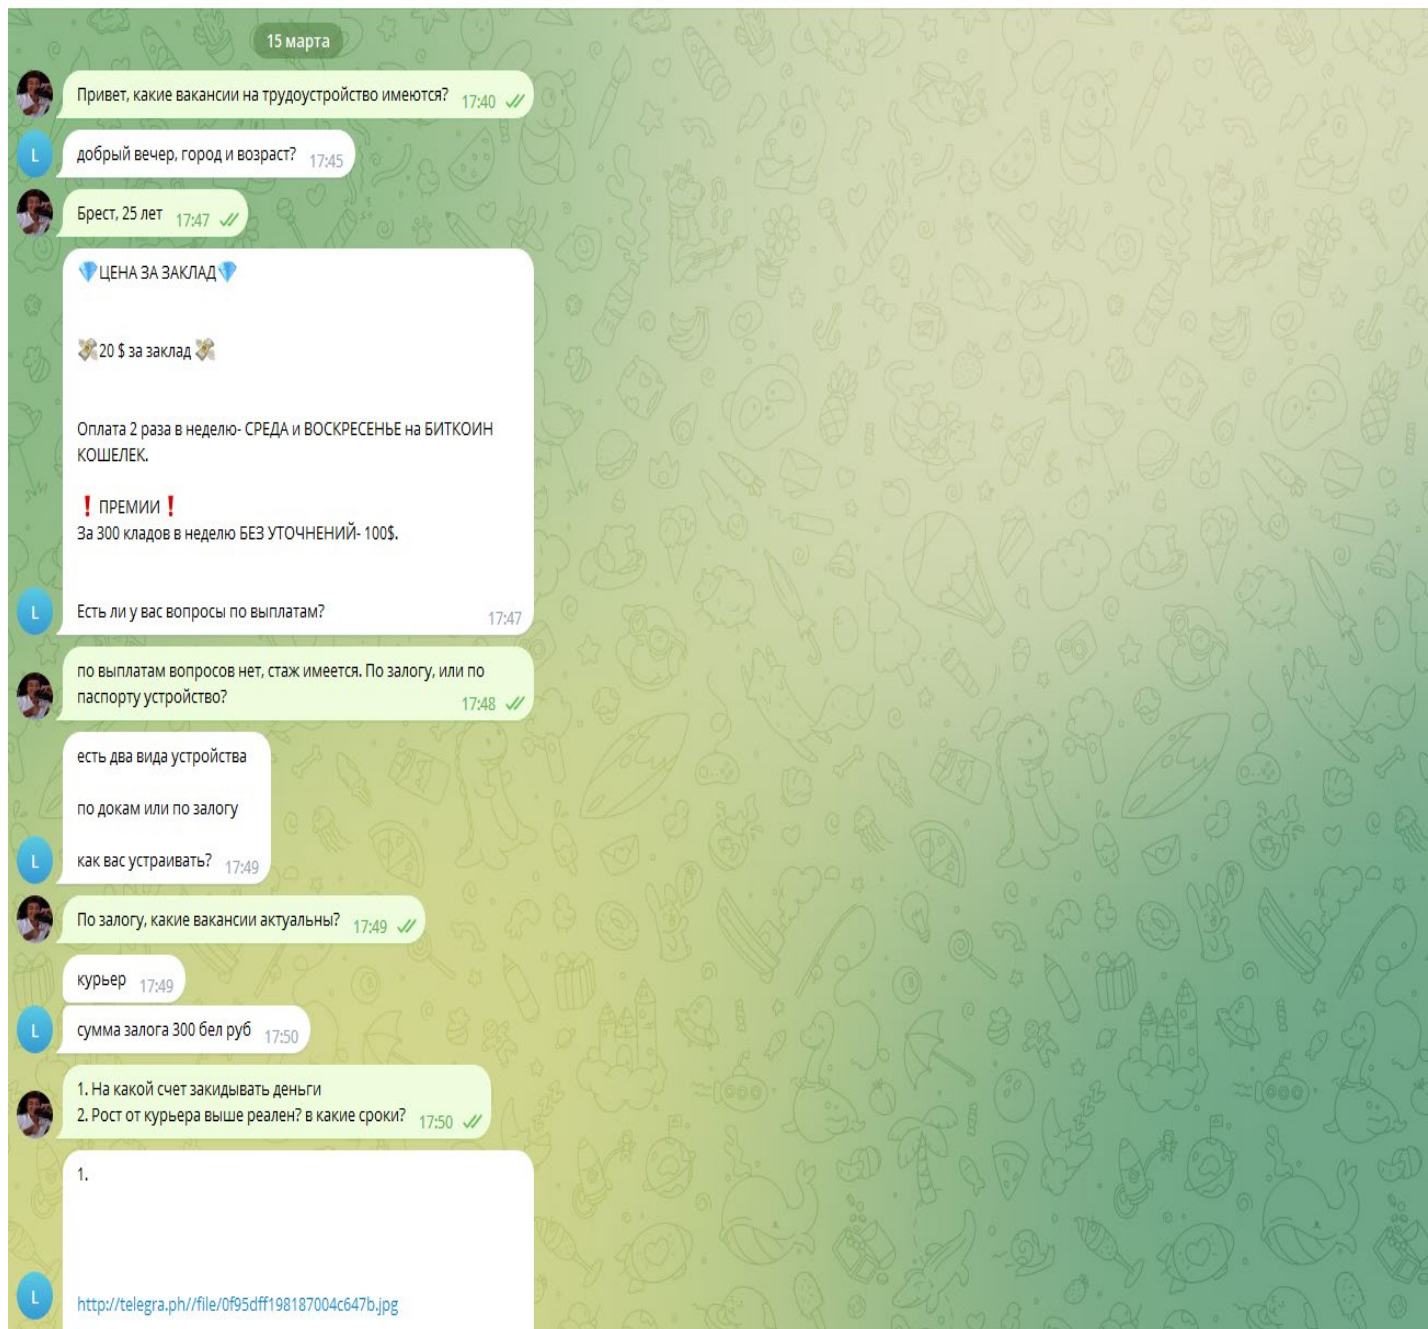 15 марта
Привет, какие вакансии на трудоустройство имеются? 17:40
L
добрый вечер, город и возраст? 17:45
Брест, 25 лет 17:47
💎ЦЕНА ЗА ЗАКЛАД💎
💸20 $ за заклад 💸
Оплата 2 раза в неделю- СРЕДА и ВОСКРЕСЕНЬЕ на БИТКОИН
КОШЕЛЕК.
❗ ПРЕМИИ ❗
За 300 кладов в неделю БЕЗ УТОЧНЕНИЙ- 100$.
L
Есть ли у вас вопросы по выплатам? 17:47
по выплатам вопросов нет, стаж имеется. По залогу, или по
паспорту устройство? 17:48
есть два вида устройства
по докам или по залогу
L
как вас устраивать? 17:49
По залогу, какие вакансии актуальны? 17:49
курьер 17:49
L
сумма залога 300 бел руб 17:50
1. На какой счет закидывать деньги
2. Рост от курьера выше реален? в какие сроки? 17:50
1.
L
http://telegra.ph//file/0f95dff198187004c647b.jpg